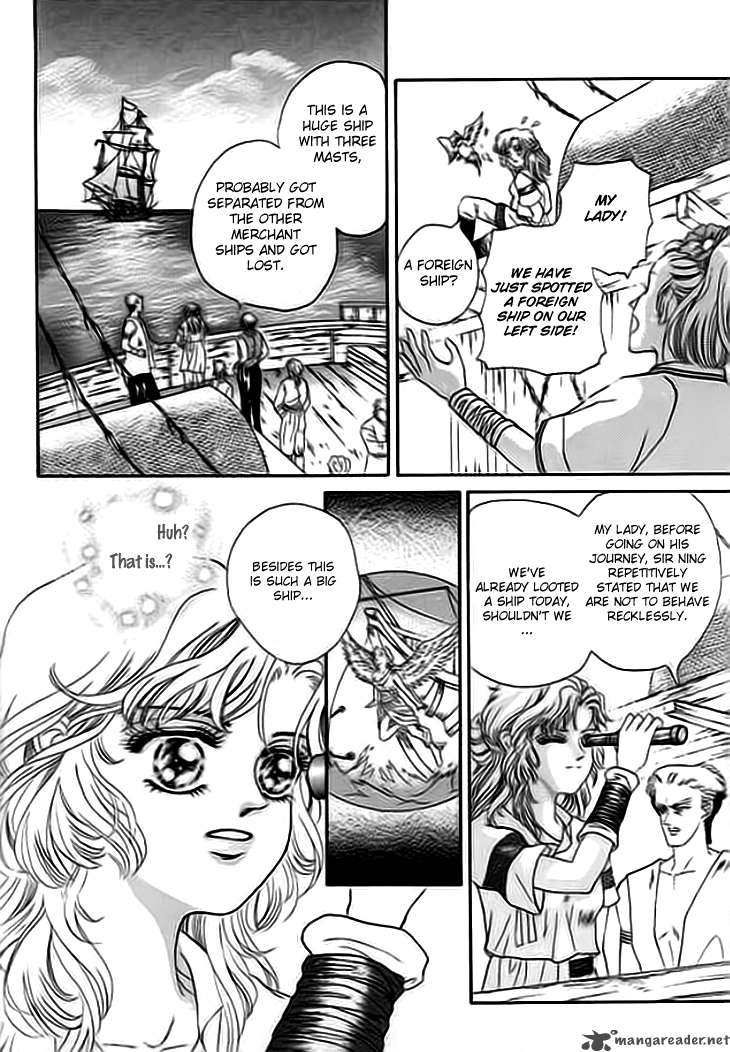 MY
LADY!
WE HAVE
JUST SPOTTED
A FOREIGN
SHIP ON OUR
LEFT SIDE!
A FOREIGN
SHIP?
THIS IS A
HUGE SHIP
WITH THREE
MASTS,
PROBABLY GOT
SEPARATED FROM
THE OTHER
MERCHANT
SHIPS AND GOT
LOST.
MY LADY, BEFORE
GOING ON HIS
JOURNEY, SIR NING
REPETITIVELY
STATED THAT WE
ARE NOT TO BEHAVE
RECKLESSLY.
WE'VE
ALREADY LOOTED
A SHIP TODAY,
SHOULDN'T WE
...
BESIDES THIS
IS SUCH A BIG
SHIP...
Huh?
That is...?
mangareader.net